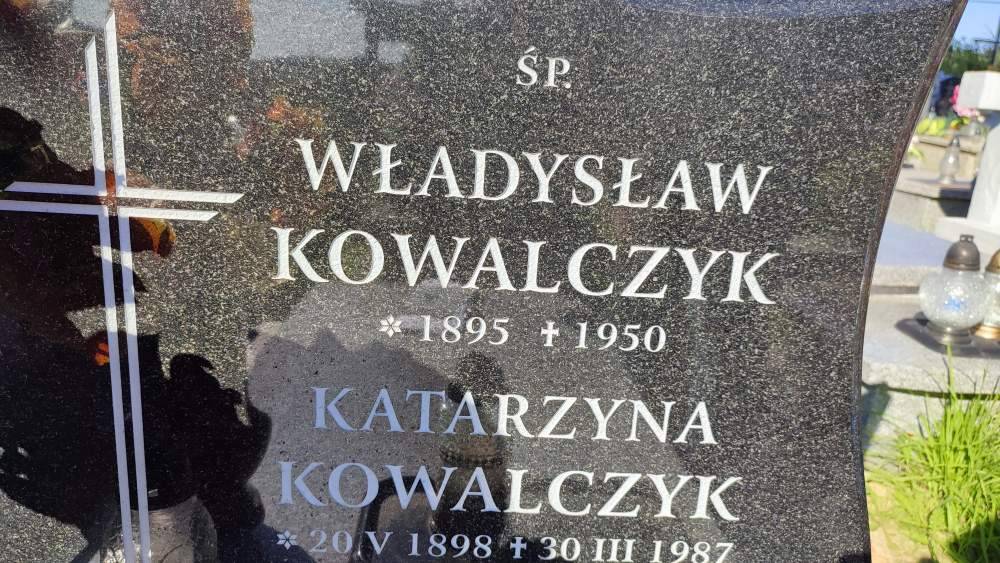 ŚP.
WŁADYSŁAW
KOWALCZYK
* 1895 ✝ 1950
KATARZYNA
KOWALCZYK
* 20 V 1898 ✝ 30 III 1987